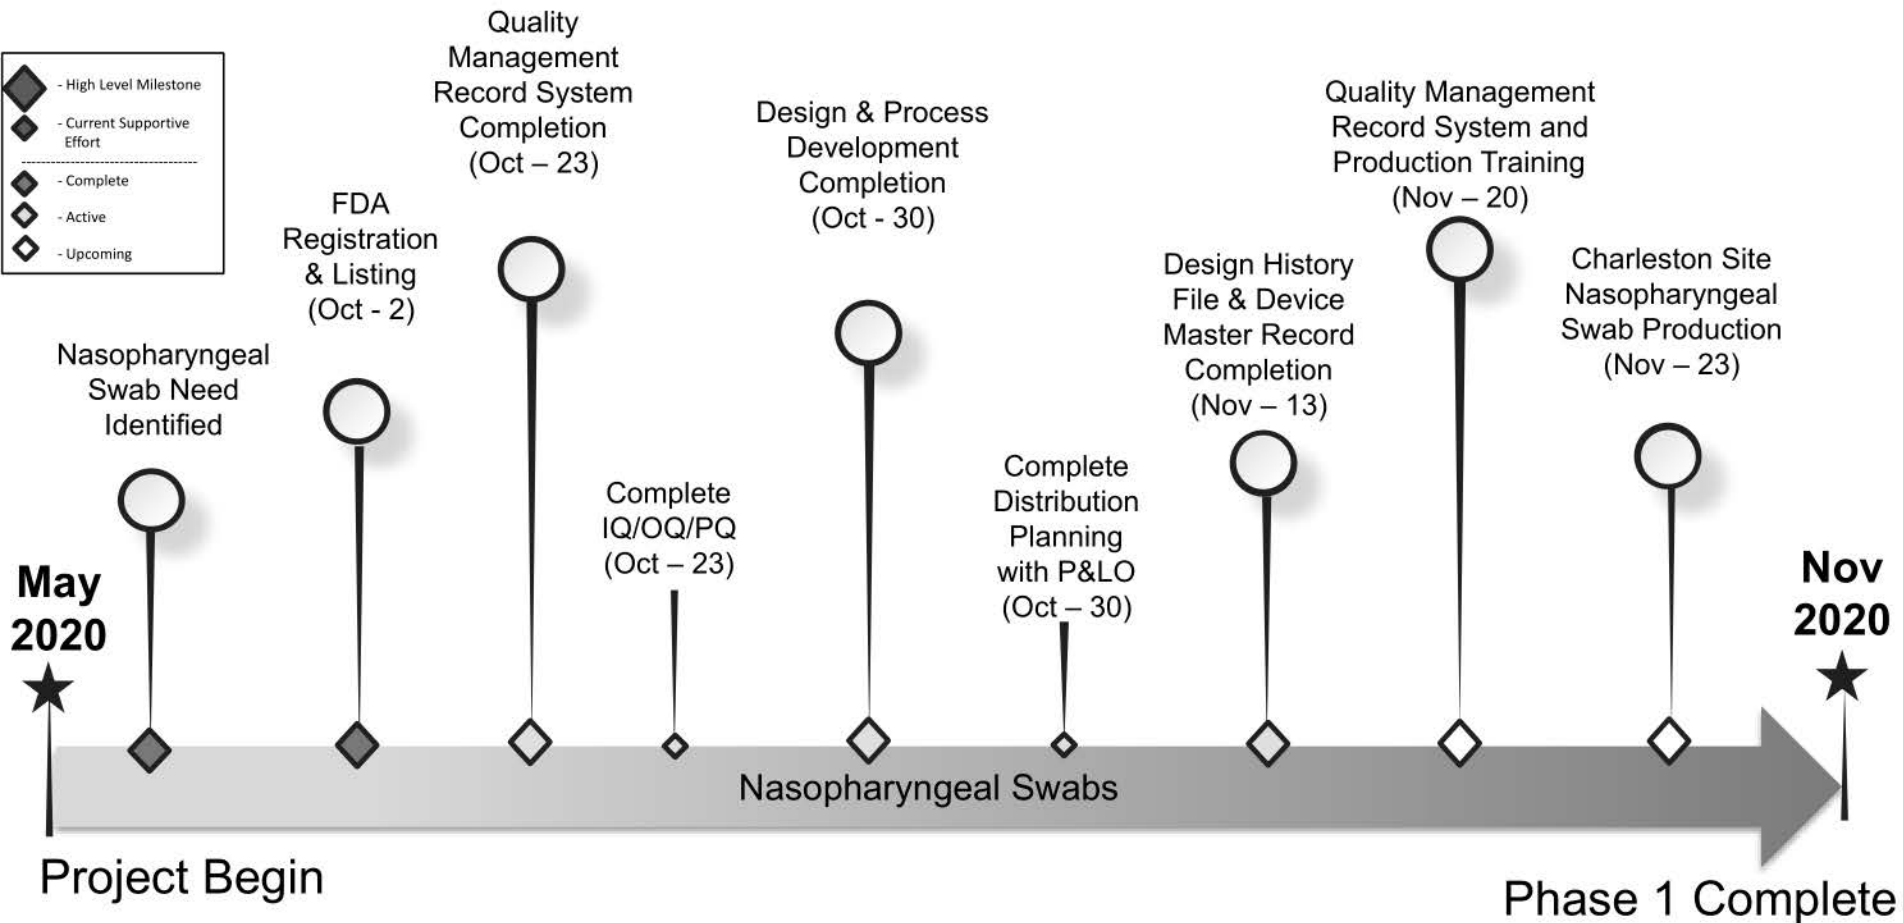 - High Level Milestone
- Current Supportive
Effort
- Complete
- Active
- Upcoming
Nasopharyngeal
Swab Need
Identified
FDA
Registration
& Listing
(Oct - 2)
Quality
Management
Record System
Completion
(Oct – 23)
Complete
IQ/OQ/PQ
(Oct – 23)
Design & Process
Development
Completion
(Oct - 30)
Complete
Distribution
Planning
with P&LO
(Oct – 30)
Design History
File & Device
Master Record
Completion
(Nov – 13)
Quality Management
Record System and
Production Training
(Nov – 20)
Charleston Site
Nasopharyngeal
Swab Production
(Nov – 23)
May
2020
Nov
2020
Nasopharyngeal Swabs
Project Begin
Phase 1 Complete